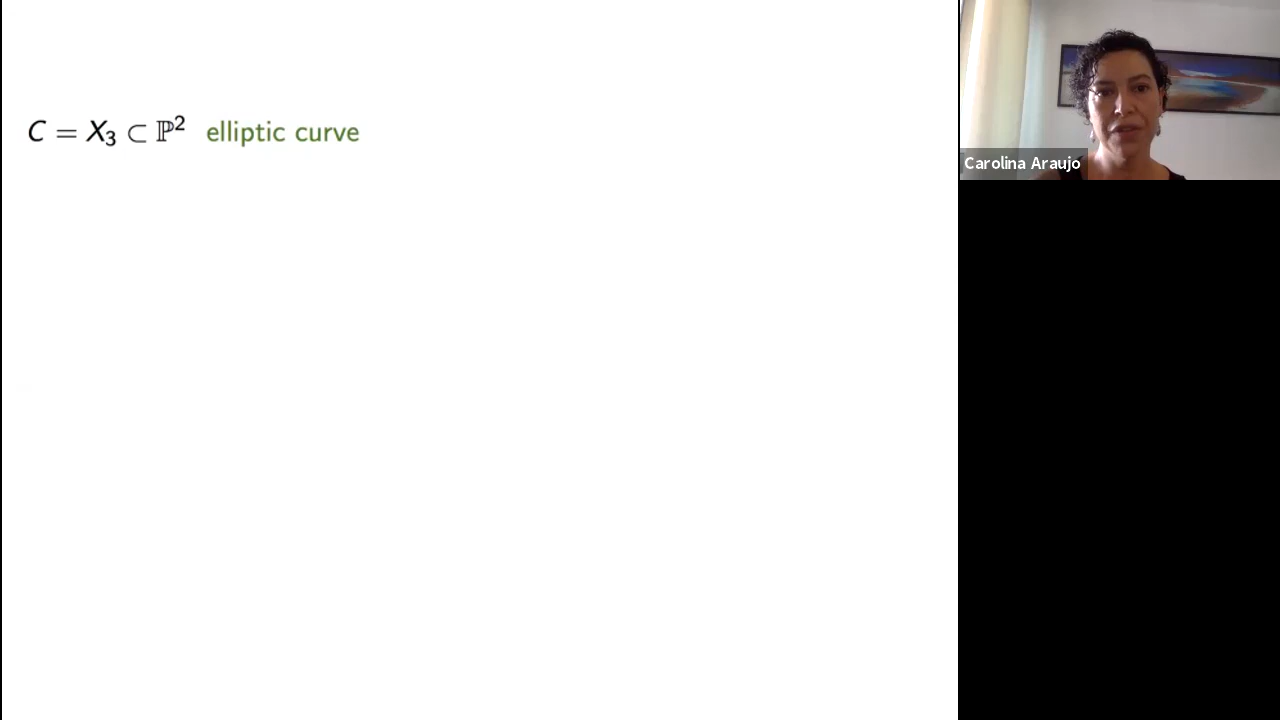 C = X₃ ⊂ ℙ² elliptic curve
Carolina Araujo